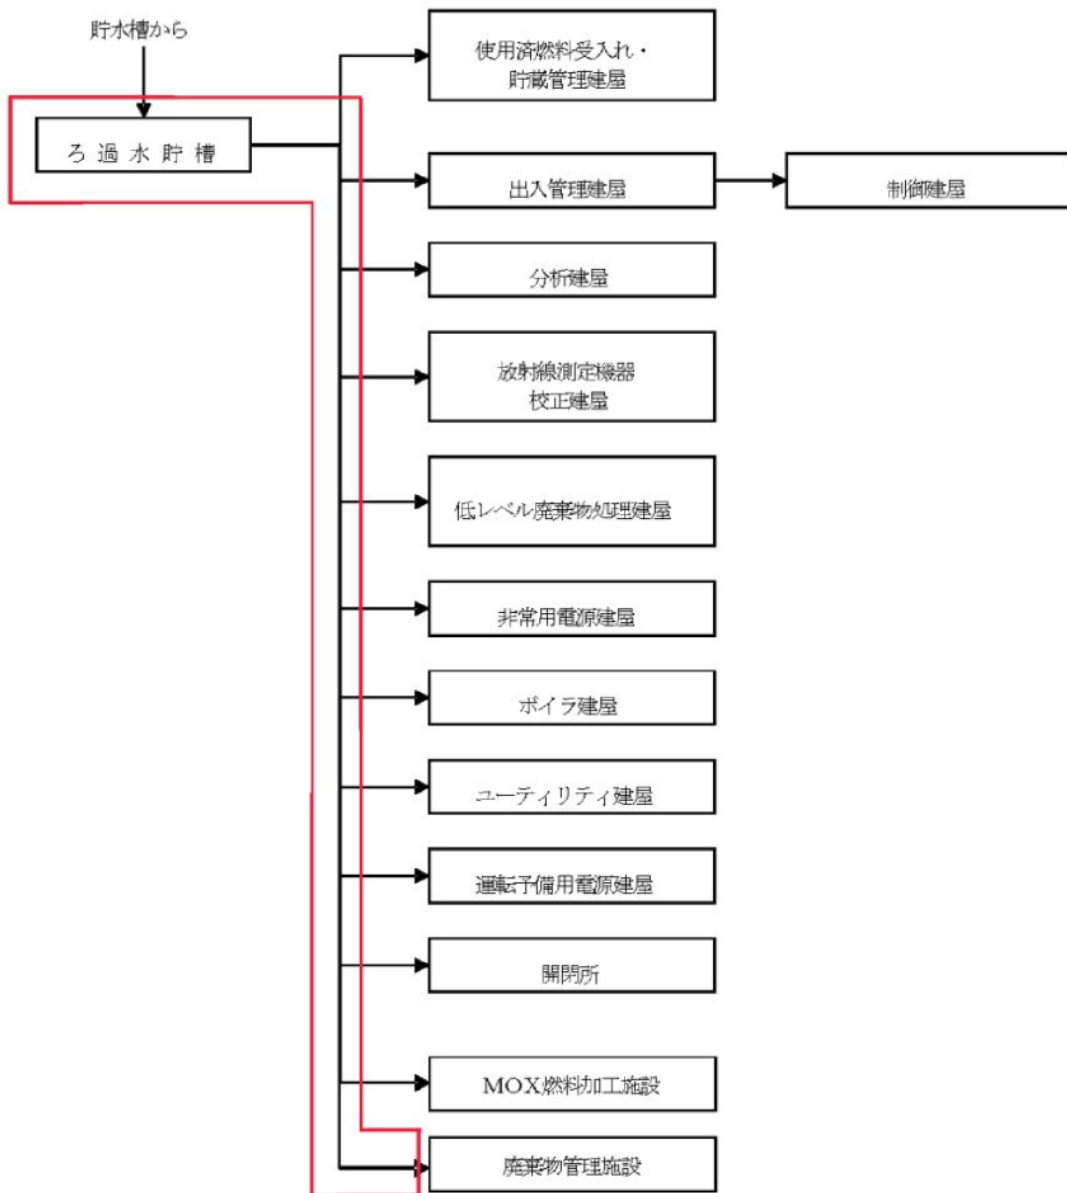 貯水槽から
ろ過水貯槽
使用済燃料受入れ・
貯蔵管理建屋
出入管理建屋
制御建屋
分析建屋
放射線測定機器
校正建屋
低レベル廃棄物処理建屋
非常用電源建屋
ボイラ建屋
ユーティリティ建屋
運転予備用電源建屋
開閉所
MOX燃料加工施設
廃棄物管理施設